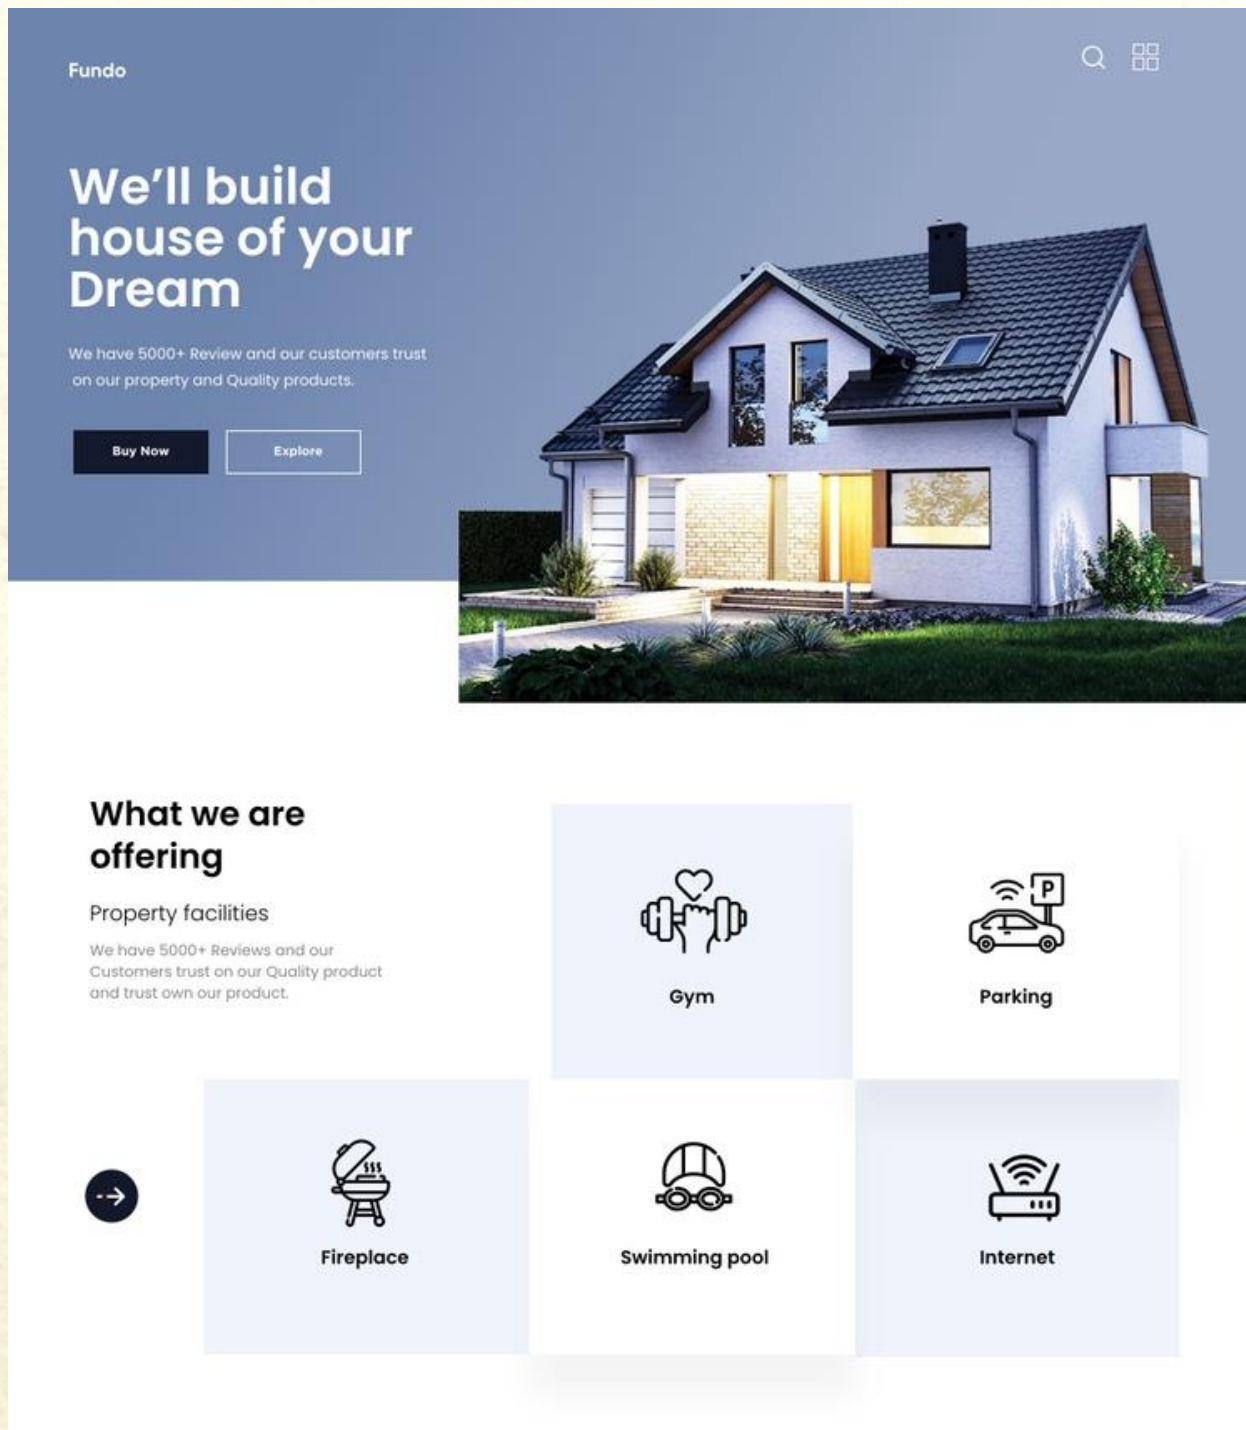 Fundo
We'll build
house of your
Dream
We have 5000+ Review and our customers trust
on our property and Quality products.
Buy Now
Explore
What we are
offering
Property facilities
We have 5000+ Reviews and our
Customers trust on our Quality product
and trust own our product.
P
Gym
Parking
Fireplace
Swimming pool
Internet